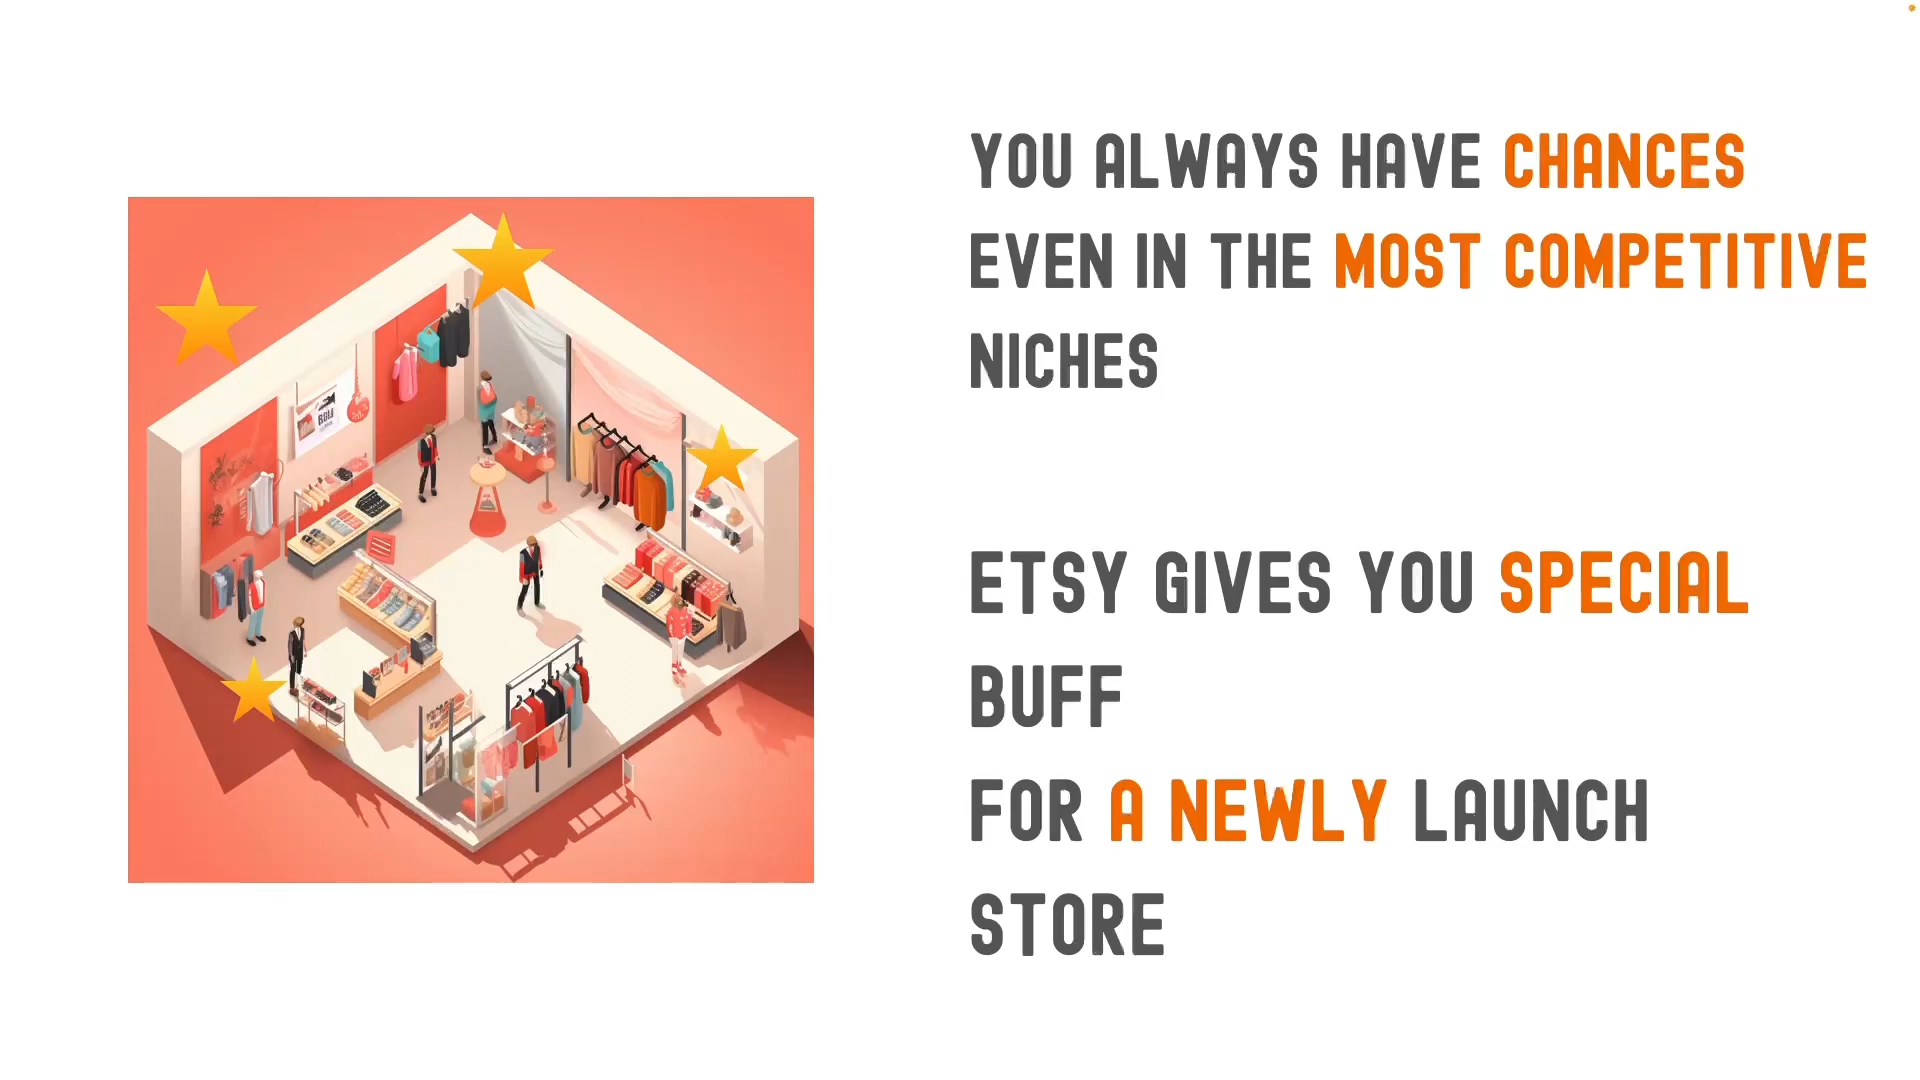 YOU ALWAYS HAVE CHANCES
EVEN IN THE MOST COMPETITIVE
NICHES
ETSY GIVES YOU SPECIAL
BUFF
FOR A NEWLY LAUNCH
STORE